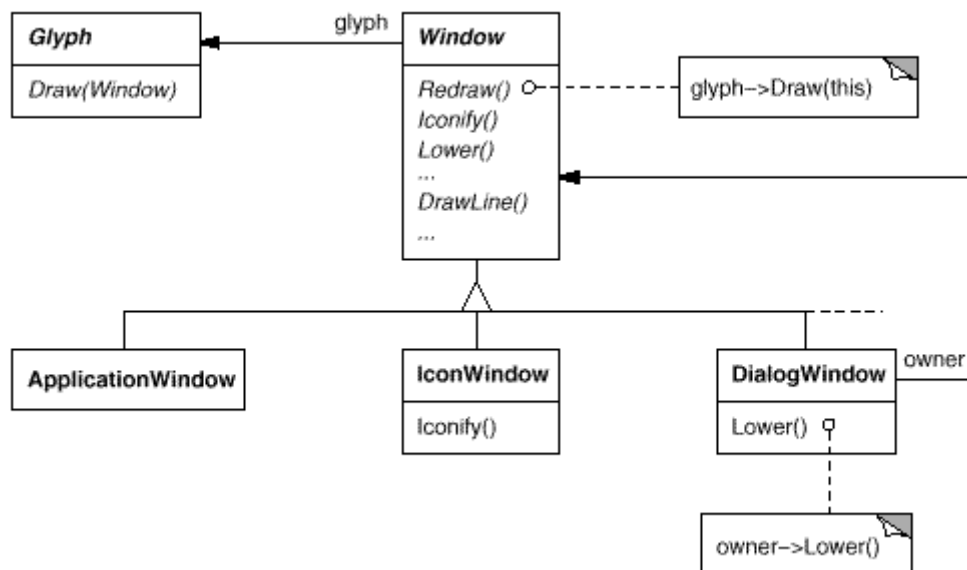 Glyph
Draw(Window)
glyph
Window
Redraw()
Iconify()
Lower()
...
DrawLine()
...
glyph->Draw(this)
ApplicationWindow
IconWindow
Iconify()
DialogWindow
Lower()
owner
owner->Lower()